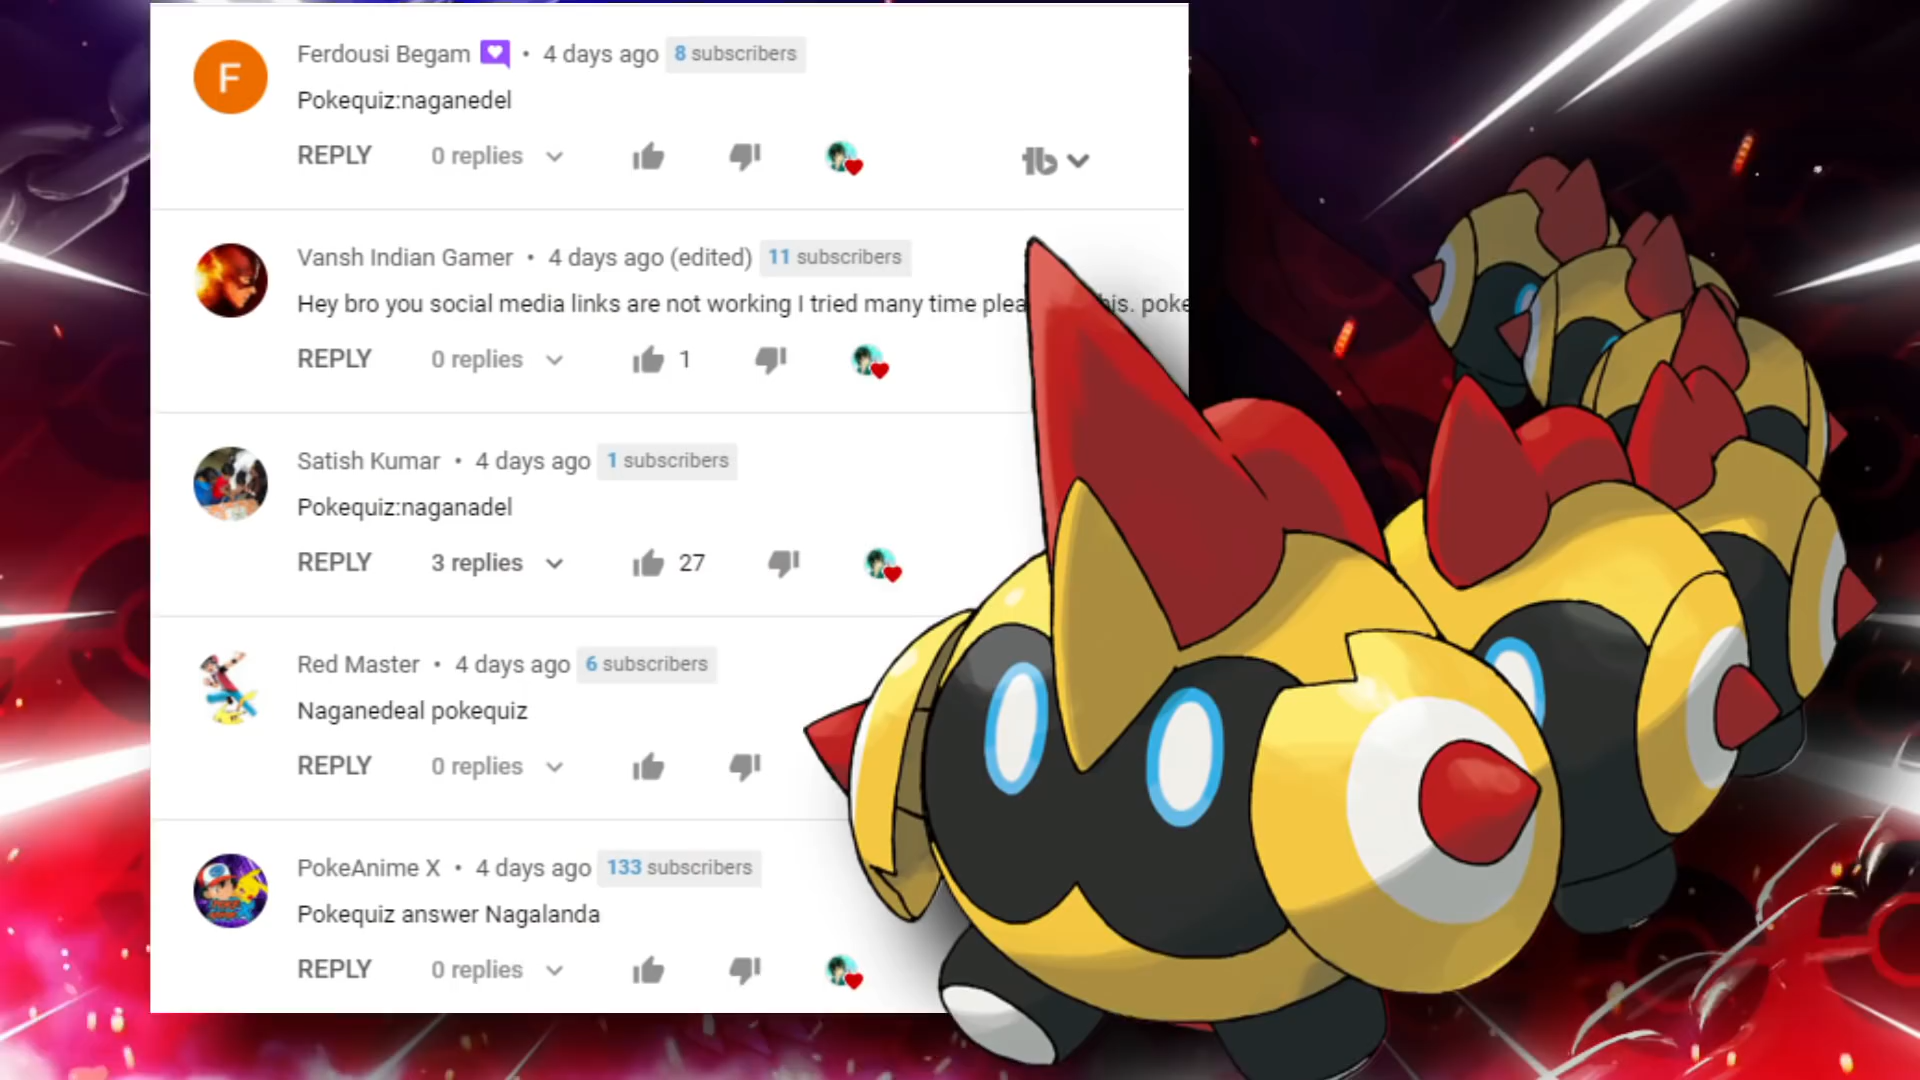 F
Ferdousi Begam • 4 days ago 8 subscribers
Pokequiz:naganedel
REPLY 0 replies
tb
Vansh Indian Gamer • 4 days ago (edited) 11 subscribers
Hey bro you social media links are not working I tried many time
REPLY 0 replies 1
Satish Kumar • 4 days ago 1 subscribers
Pokequiz:naganadel
REPLY 3 replies 27
Red Master • 4 days ago 6 subscribers
Naganedeal pokequiz
REPLY 0 replies
PokeAnime X • 4 days ago 133 subscribers
Pokequiz answer Nagalanda
REPLY 0 replies